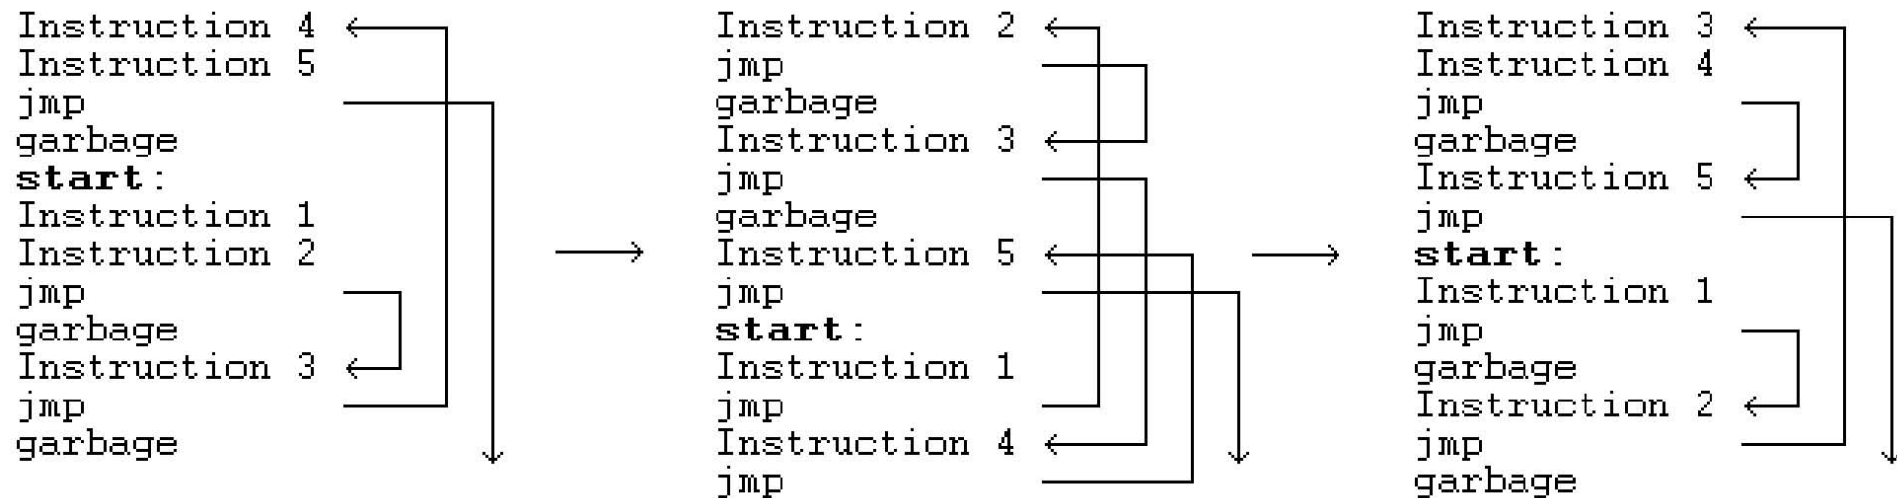 Instruction 4
Instruction 5
jmp
garbage
start:
Instruction 1
Instruction 2
jmp
garbage
Instruction 3
jmp
garbage
Instruction 2
jmp
garbage
Instruction 3
jmp
garbage
Instruction 5
jmp
start:
Instruction 1
jmp
Instruction 4
jmp
Instruction 3
Instruction 4
jmp
garbage
Instruction 5
jmp
start:
Instruction 1
jmp
garbage
Instruction 2
jmp
garbage